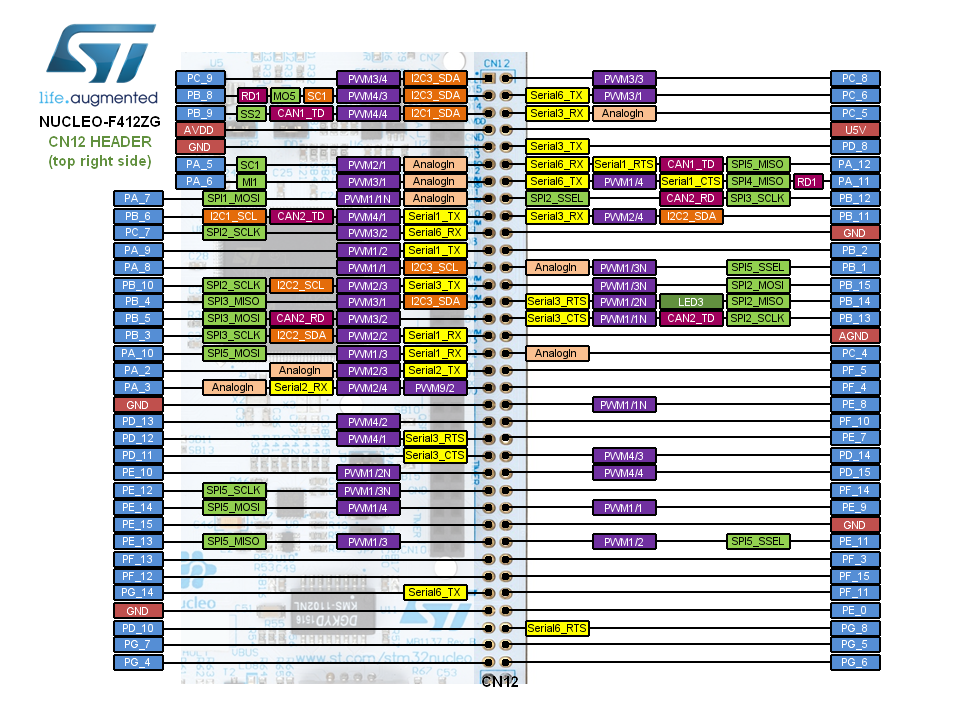 ST
life.augmented
NUCLEO-F412ZG
CN12 HEADER
(top right side)
CN12
PC_9 PWM3/4 I2C3_SDA PWM3/3 PC_8
PB_8 RD1 MO5 SC1 PWM4/3 I2C3_SDA Serial6_TX PWM3/1 PC_6
PB_9 SS2 CAN1_TD PWM4/4 I2C1_SDA Serial3_RX AnalogIn PC_5
AVDD U5V
GND Serial3_TX PD_8
PA_5 SC1 PWM2/1 AnalogIn Serial6_RX Serial1_RTS CAN1_TD SPI5_MISO PA_12
PA_6 MI1 PWM3/1 AnalogIn Serial6_TX PWM1/4 Serial1_CTS SPI4_MISO RD1 PA_11
PA_7 SPI1_MOSI PWM1/1N AnalogIn SPI2_SSEL CAN2_RD SPI3_SCLK PB_12
PB_6 I2C1_SCL CAN2_TD PWM4/1 Serial1_TX Serial3_RX PWM2/4 I2C2_SDA PB_11
PC_7 SPI2_SCLK PWM3/2 Serial6_RX GND
PA_9 PWM1/2 Serial1_TX PB_2
PA_8 PWM1/1 I2C3_SCL AnalogIn PWM1/3N SPI5_SSEL PB_1
PB_10 SPI2_SCLK I2C2_SCL PWM2/3 Serial3_TX PWM1/3N SPI2_MOSI PB_15
PB_4 SPI3_MISO PWM3/1 I2C3_SDA Serial3_RTS PWM1/2N LED3 SPI2_MISO PB_14
PB_5 SPI3_MOSI CAN2_RD PWM3/2 Serial3_CTS PWM1/1N CAN2_TD SPI2_SCLK PB_13
PB_3 SPI3_SCLK I2C2_SDA PWM2/2 Serial1_RX AGND
PA_10 SPI5_MOSI PWM1/3 Serial1_RX AnalogIn PC_4
PA_2 AnalogIn PWM2/3 Serial2_TX PF_5
PA_3 AnalogIn Serial2_RX PWM2/4 PWM9/2 PF_4
GND PWM1/1N PE_8
PD_13 PWM4/2 PF_10
PD_12 PWM4/1 Serial3_RTS PE_7
PD_11 Serial3_CTS PWM4/3 PD_14
PE_10 PWM1/2N PWM4/4 PD_15
PE_12 SPI5_SCLK PWM1/3N PF_14
PE_14 SPI5_MOSI PWM1/4 PWM1/1 PE_9
PE_15 GND
PE_13 SPI5_MISO PWM1/3 PWM1/2 SPI5_SSEL PE_11
PF_13 PF_3
PF_12 PF_15
PG_14 Serial6_TX PF_11
GND PE_0
PD_10 Serial6_RTS PG_8
PG_7 PG_5
PG_4 PG_6
www.st.com/stm32nucleo
CN12